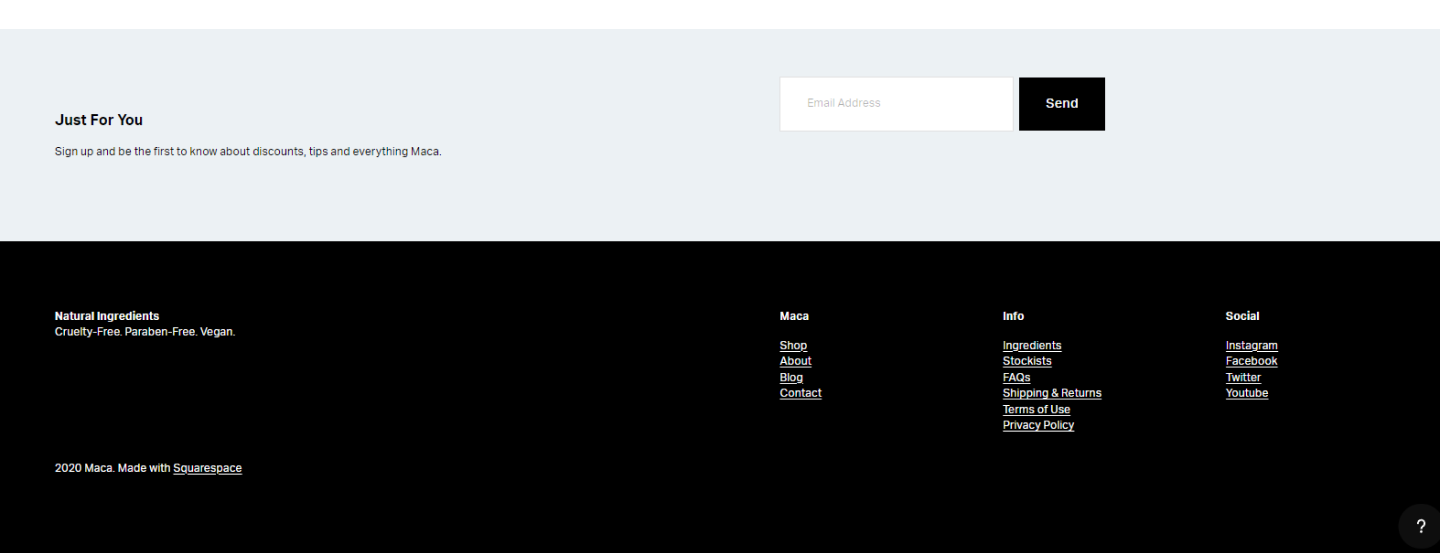 Email Address
Send
Just For You
Sign up and be the first to know about discounts, tips and everything Maca.
Natural Ingredients
Cruelty-Free. Paraben-Free. Vegan.
Maca
Shop
About
Blog
Contact
Info
Ingredients
Stockists
FAQs
Shipping & Returns
Terms of Use
Privacy Policy
Social
Instagram
Facebook
Twitter
Youtube
2020 Maca. Made with Squarespace
?